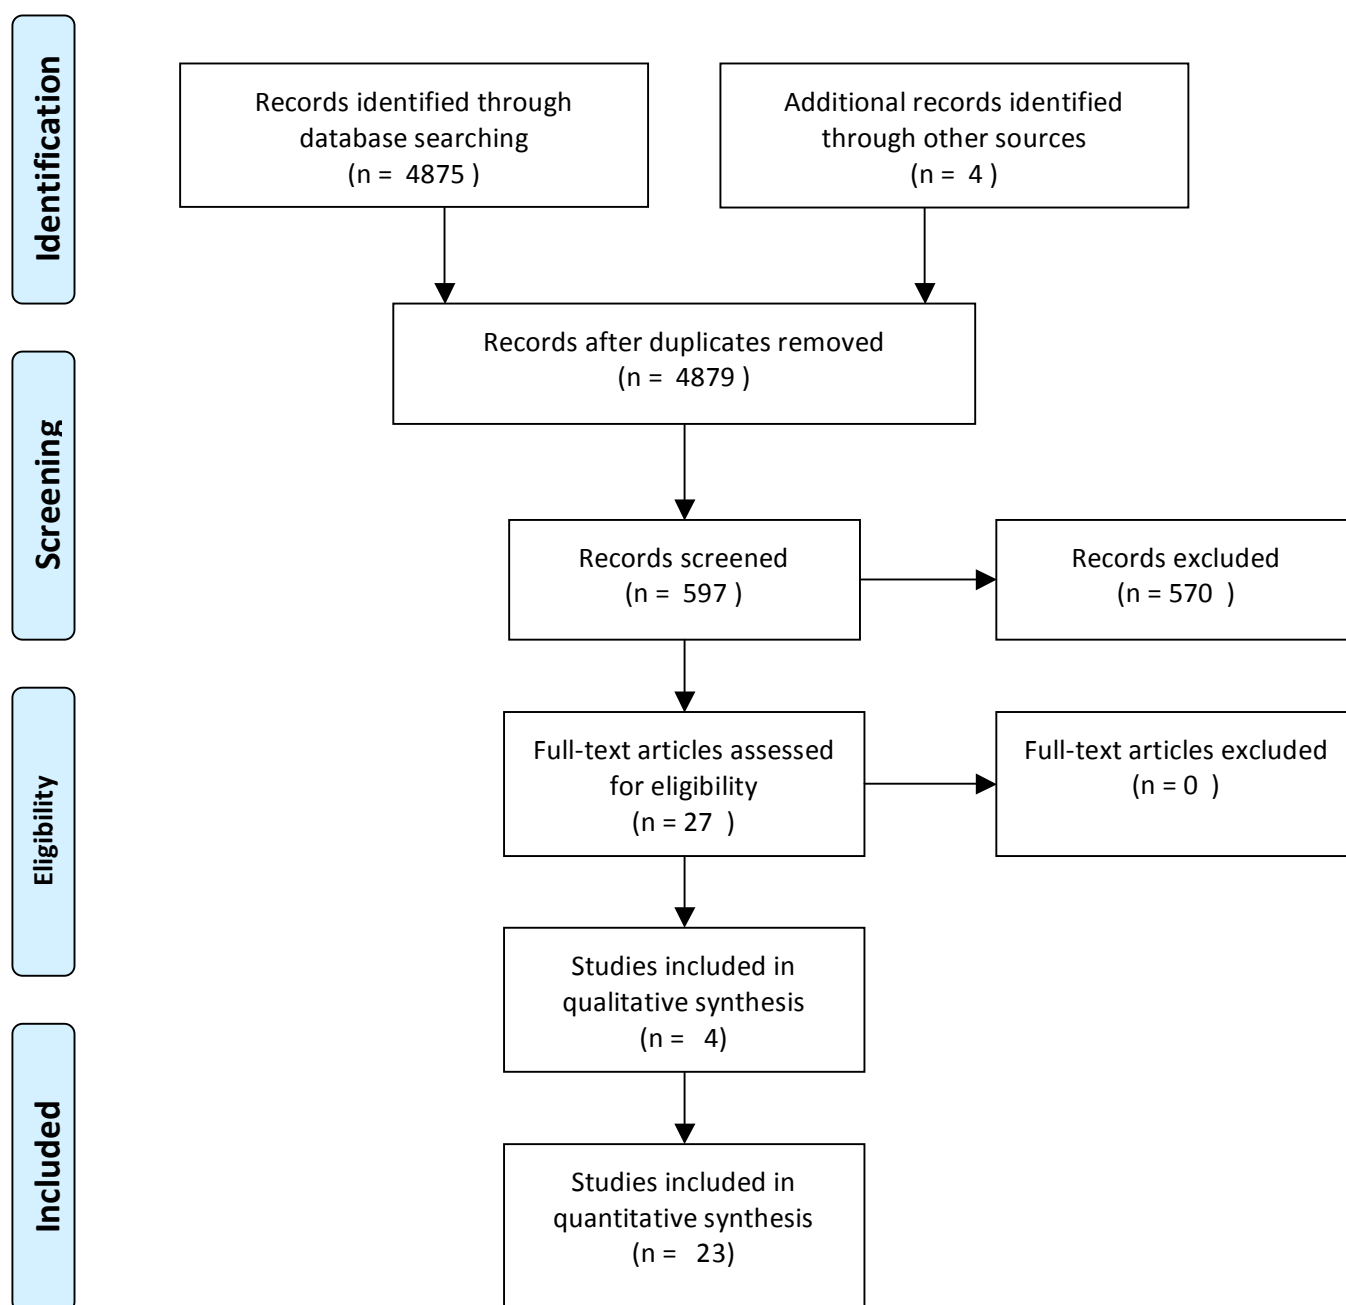 Identification
Records identified through
database searching
(n = 4875 )
Additional records identified
through other sources
(n = 4 )
Records after duplicates removed
(n = 4879 )
Screening
Records screened
(n = 597 )
Records excluded
(n = 570 )
Eligibility
Full-text articles assessed
for eligibility
(n = 27 )
Full-text articles excluded
(n = 0 )
Studies included in
qualitative synthesis
(n = 4)
Included
Studies included in
quantitative synthesis
(n = 23)